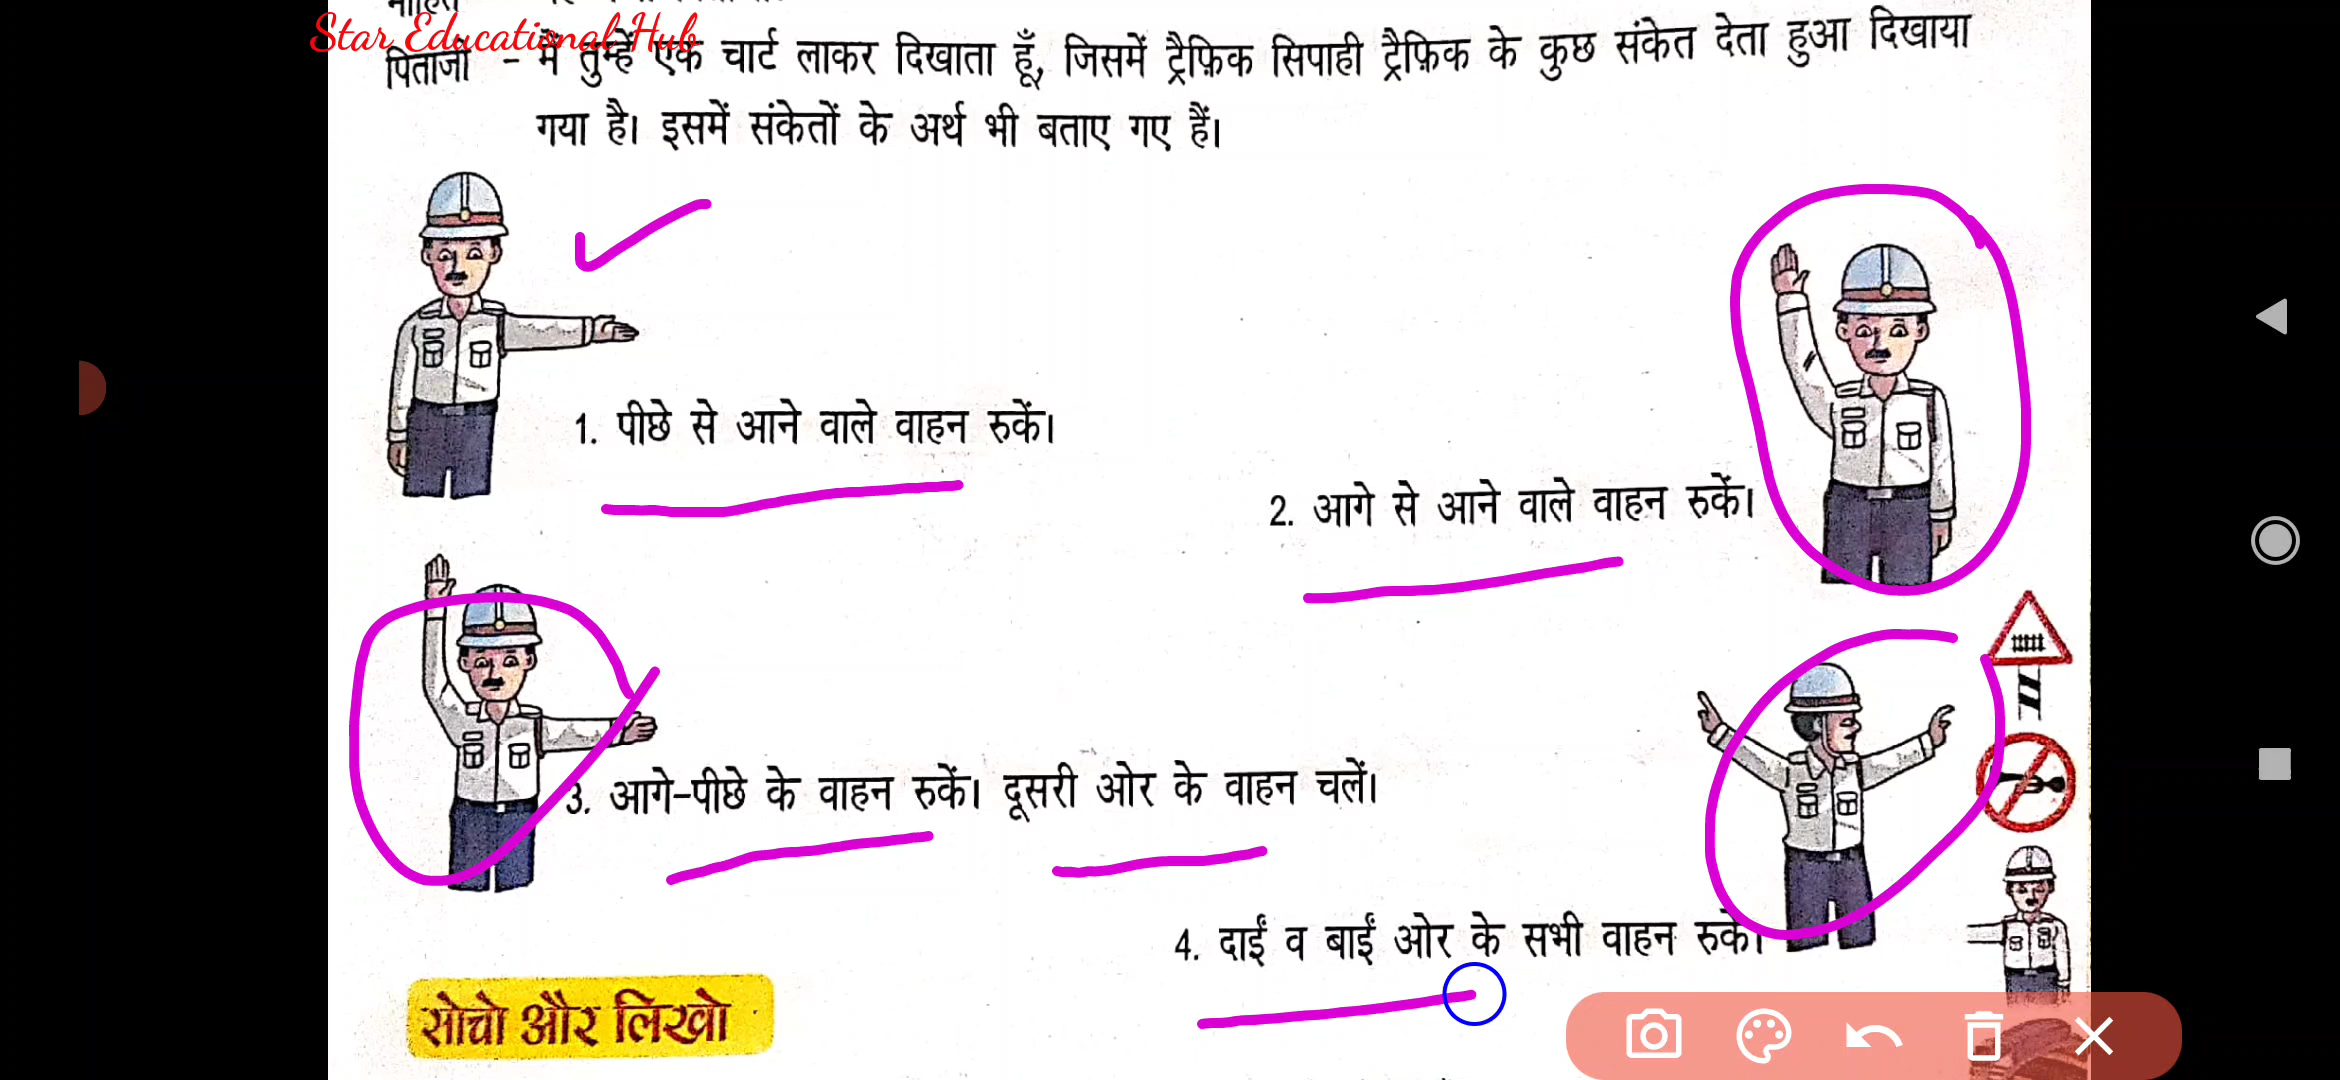 Star Educational Hub
पिताजी - मैं तुम्हें एक चार्ट लाकर दिखाता हूँ, जिसमें ट्रैफ़िक सिपाही ट्रैफ़िक के कुछ संकेत देता हुआ दिखाया
गया है। इसमें संकेतों के अर्थ भी बताए गए हैं।
1. पीछे से आने वाले वाहन रुकें।
2. आगे से आने वाले वाहन रुकें।
3. आगे-पीछे के वाहन रुकें। दूसरी ओर के वाहन चलें।
4. दाईं व बाईं ओर के सभी वाहन रुकें।
सोचो और लिखो